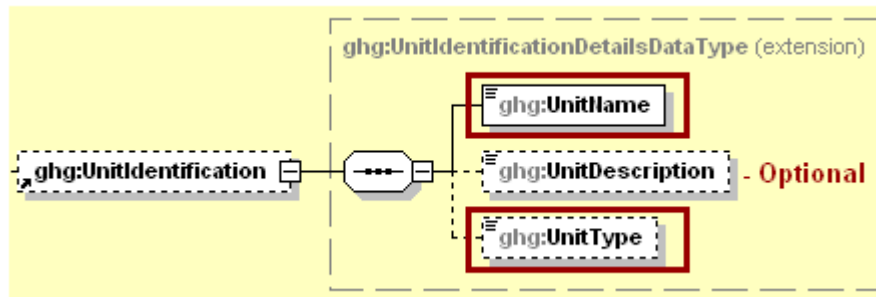 ghg:UnitIdentificationDetailsDataType (extension)
ghg:UnitName
ghg:UnitIdentification
ghg:UnitDescription - Optional
ghg:UnitType